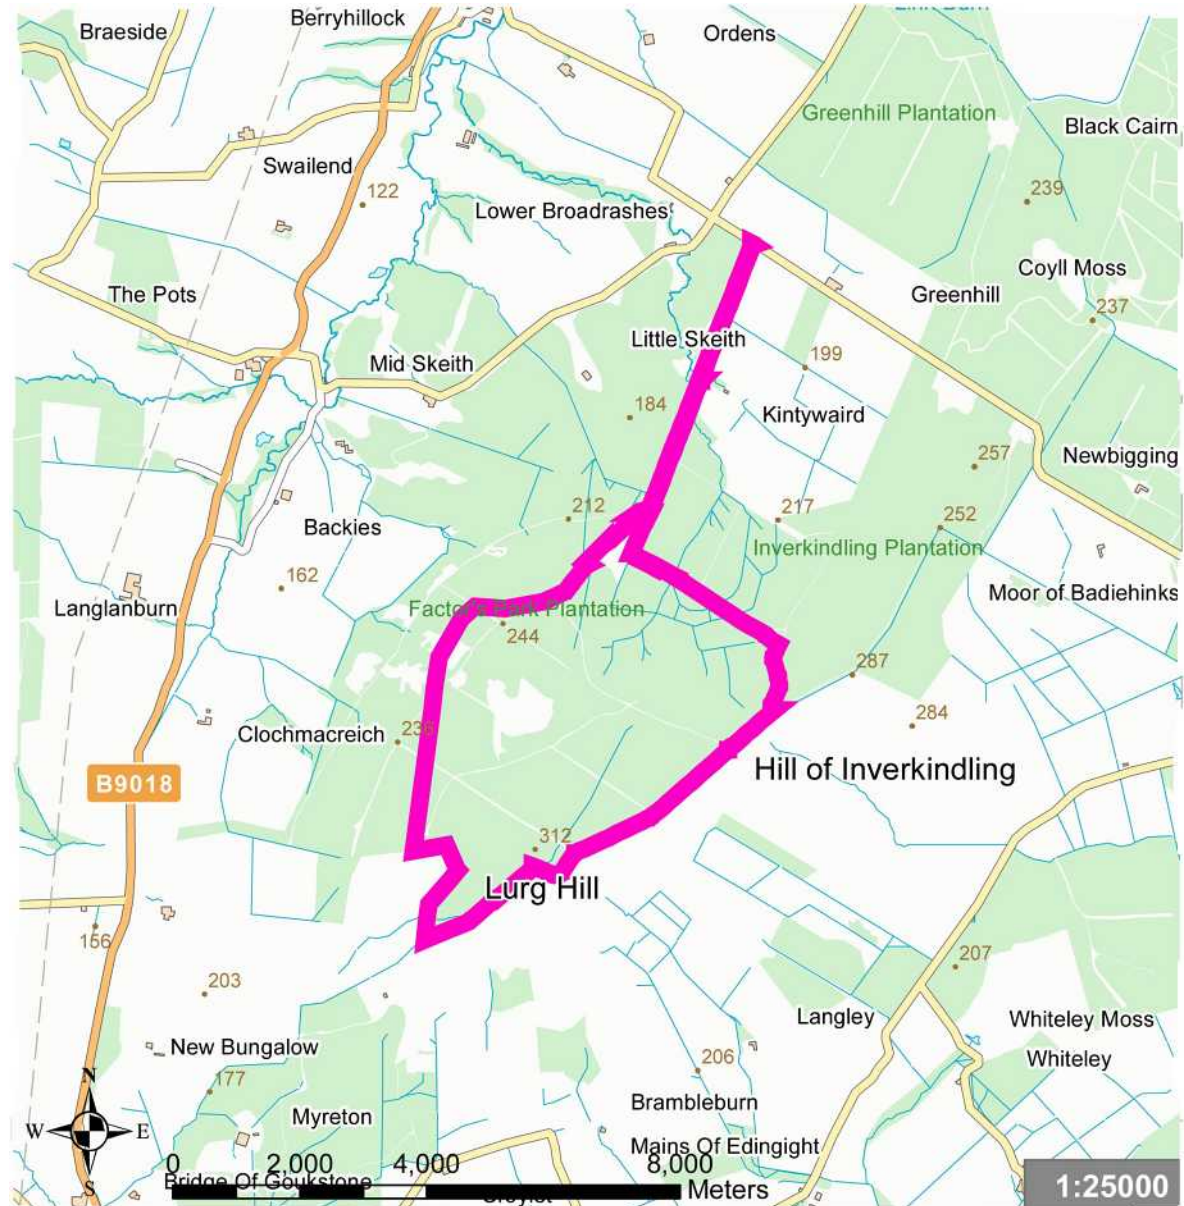 Linn Burn
Berryhillock
Braeside
Ordens
Greenhill Plantation
Black Cairn
Swailend
122
239
Lower Broadrashes
Coyll Moss
The Pots
Greenhill
237
Little Skeith
Mid Skeith
199
184
Kintywaird
257
Newbigging
212
217
252
Backies
Inverkindling Plantation
162
Moor of Badiehinks
Langlanburn
Factor's Park Plantation
244
287
284
Clochmacreich
236
Hill of Inverkindling
B9018
312
Lurg Hill
156
207
203
Langley
Whiteley Moss
New Bungalow
Whiteley
206
177
N
Brambleburn
Myreton
W E
Mains Of Edingight
0 2,000 4,000 8,000
Bridge Of Goukstone
S
Meters
1:25000